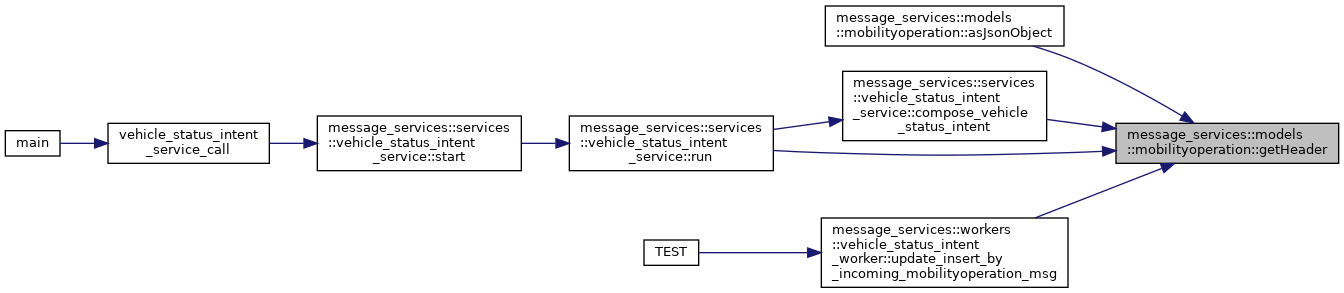 message_services::models
::mobilityoperation::asJsonObject
message_services::services
::vehicle_status_intent
_service::compose_vehicle
_status_intent
main
vehicle_status_intent
_service_call
message_services::services
::vehicle_status_intent
_service::start
message_services::services
::vehicle_status_intent
_service::run
message_services::models
::mobilityoperation::getHeader
TEST
message_services::workers
::vehicle_status_intent
_worker::update_insert_by
_incoming_mobilityoperation_msg